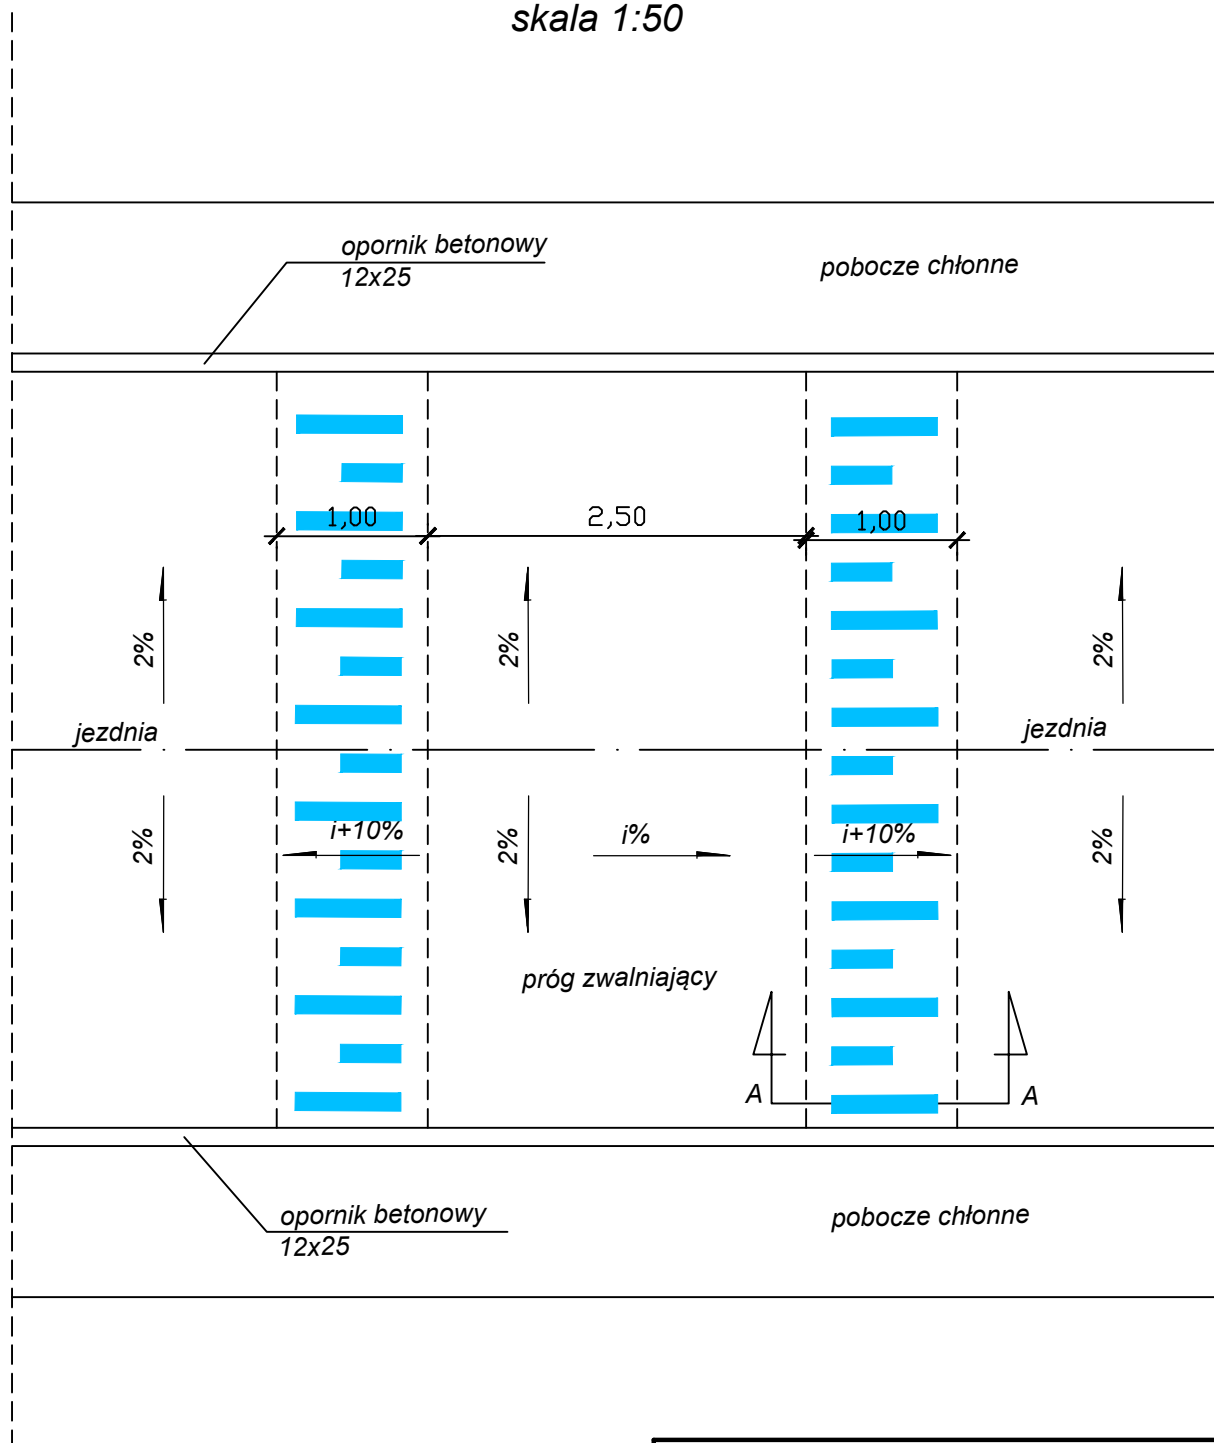 skala 1:50
opornik betonowy
12x25
pobocze chłonne
1,00
2,50
1,00
2%
2%
2%
jezdnia
jezdnia
2%
i+10%
2%
i%
i+10%
2%
próg zwalniający
A
A
opornik betonowy
12x25
pobocze chłonne